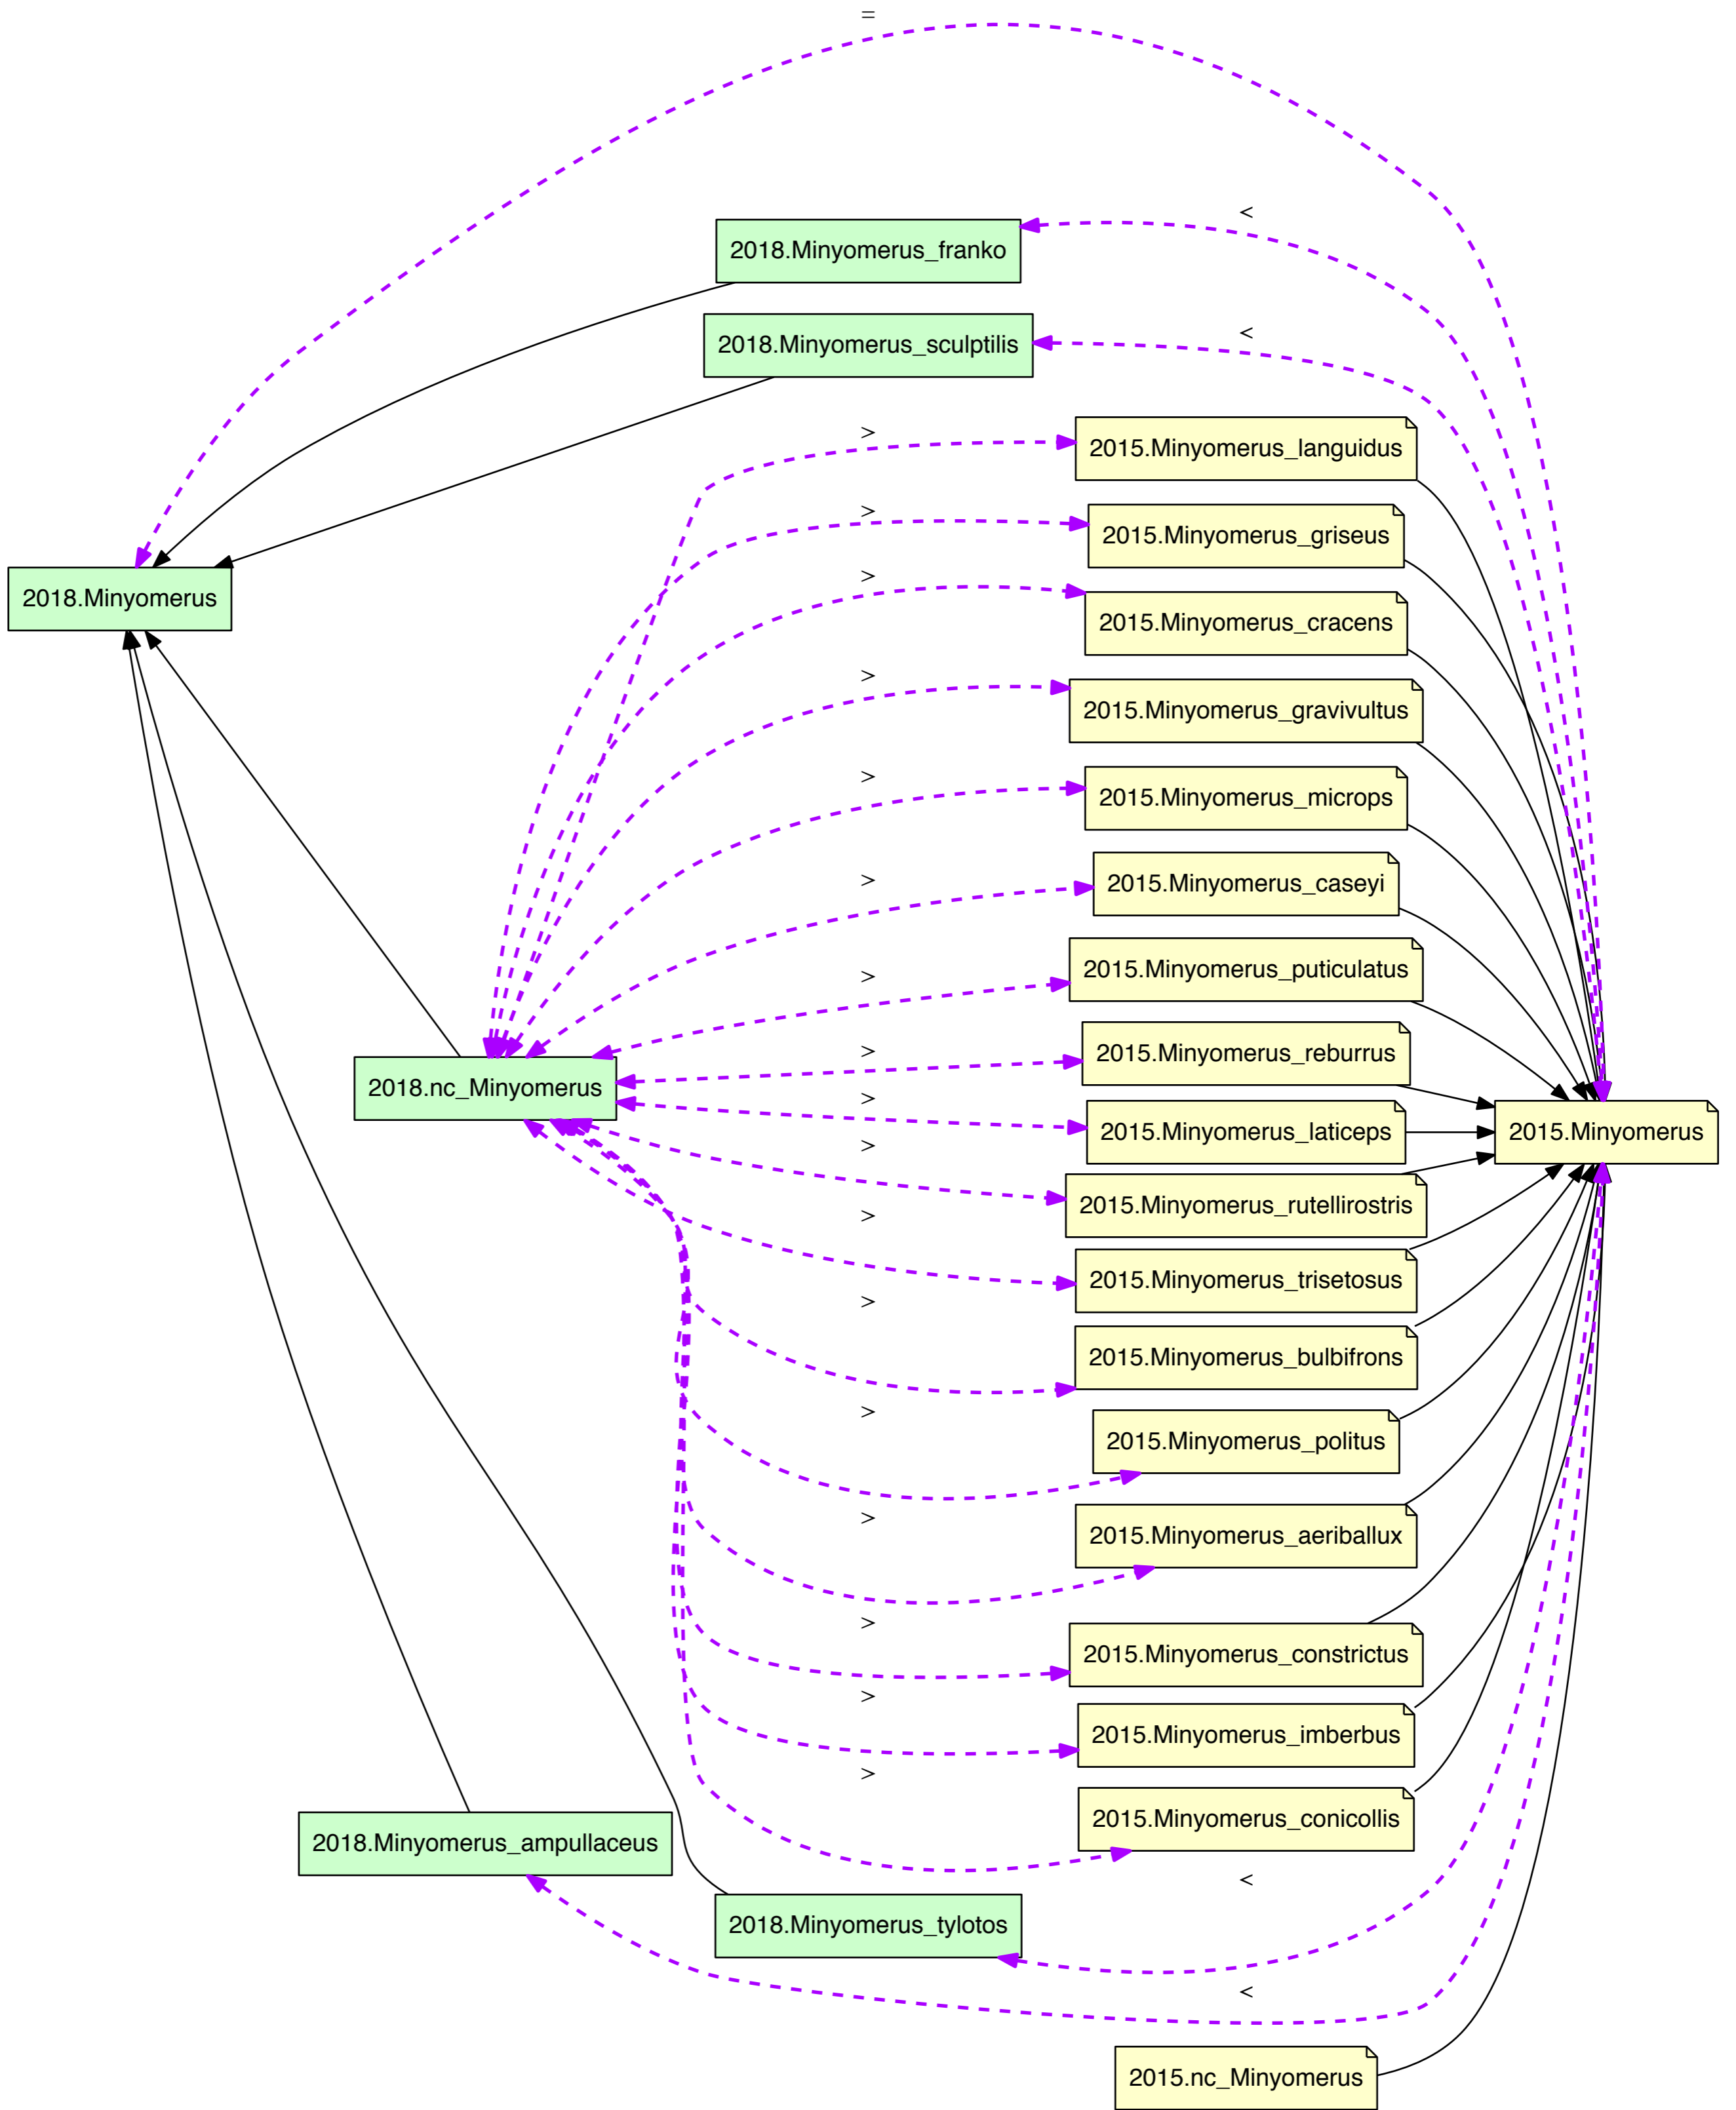 =
<
2018.Minyomerus_franko
<
2018.Minyomerus_sculptilis
>
2015.Minyomerus_languidus
>
2015.Minyomerus_griseus
>
2018.Minyomerus
2015.Minyomerus_cracens
>
2015.Minyomerus_gravivultus
>
2015.Minyomerus_microps
>
2015.Minyomerus_caseyi
>
2015.Minyomerus_puticulatus
>
2015.Minyomerus_reburrus
2018.nc_Minyomerus
>
2015.Minyomerus_laticeps
2015.Minyomerus
>
2015.Minyomerus_rutellirostris
>
2015.Minyomerus_trisetosus
>
2015.Minyomerus_bulbifrons
>
2015.Minyomerus_politus
>
2015.Minyomerus_aeriballux
>
2015.Minyomerus_constrictus
>
2015.Minyomerus_imberbus
>
2015.Minyomerus_conicollis
2018.Minyomerus_ampullaceus
<
2018.Minyomerus_tylotos
<
2015.nc_Minyomerus